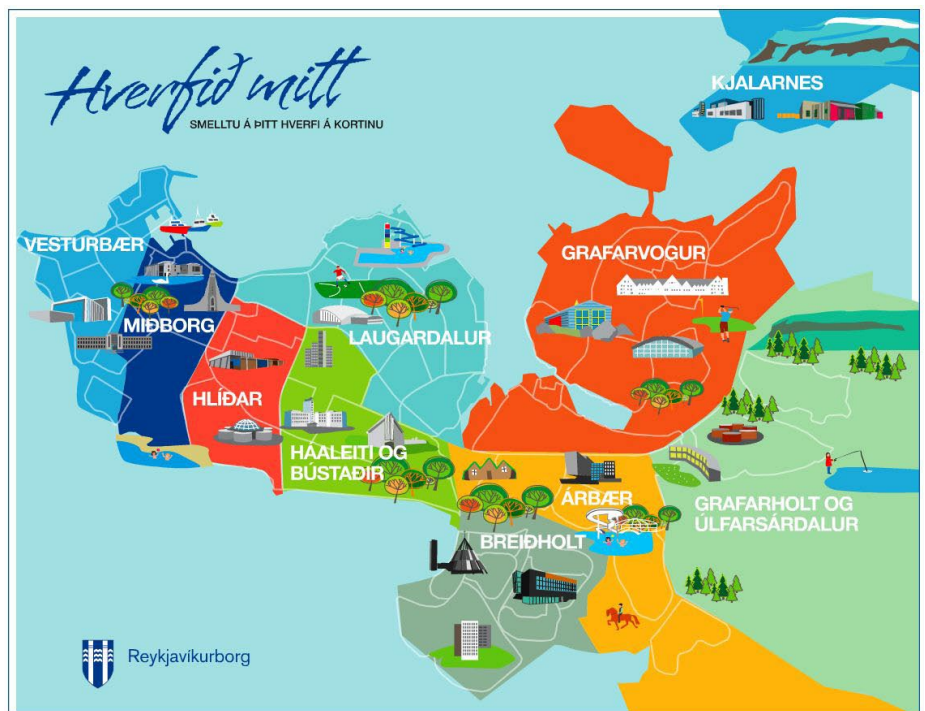 Hverfið mitt
SMELLTU Á ÞITT HVERFI Á KORTINU
KJALARNES
VESTURBÆR
GRAFARVOGUR
MIÐBORG
LAUGARDALUR
HLÍÐAR
HÁALEITI OG
BÚSTAÐIR
ÁRBÆR
GRAFARHOLT OG
ÚLFARSÁRDALUR
BREIÐHOLT
Reykjavíkurborg